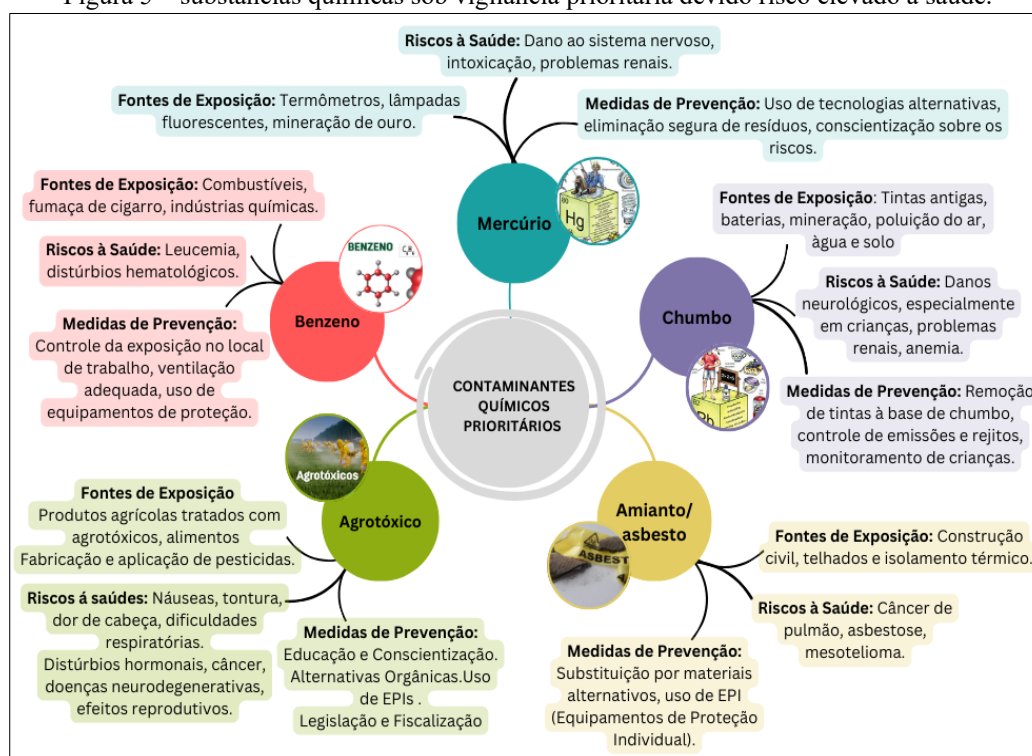 Figura 5 – substâncias químicas sob vigilância prioritária devido risco elevado à saúde.
Riscos à Saúde: Dano ao sistema nervoso,
intoxicação, problemas renais.
Fontes de Exposição: Termômetros, lâmpadas
fluorescentes, mineração de ouro.
Medidas de Prevenção: Uso de tecnologias alternativas,
eliminação segura de resíduos, conscientização sobre os
riscos.
Mercúrio
80
Hg
Fontes de Exposição: Combustíveis,
fumaça de cigarro, indústrias químicas.
Riscos à Saúde: Leucemia,
distúrbios hematológicos.
Medidas de Prevenção:
Controle da exposição no local
de trabalho, ventilação
adequada, uso de
equipamentos de proteção.
BENZENO
Benzeno
Fontes de Exposição: Tintas antigas,
baterias, mineração, poluição do ar,
àgua e solo
Riscos à Saúde: Danos
neurológicos, especialmente
em crianças, problemas
renais, anemia.
Medidas de Prevenção: Remoção
de tintas à base de chumbo,
controle de emissões e rejitos,
monitoramento de crianças.
Chumbo
82
Pb
CONTAMINANTES
QUÍMICOS
PRIORITÁRIOS
Agrotóxicos
Agrotóxico
Fontes de Exposição
Produtos agrícolas tratados com
agrotóxicos, alimentos
Fabricação e aplicação de pesticidas.
Riscos á saúdes: Náuseas, tontura,
dor de cabeça, dificuldades
respiratórias.
Distúrbios hormonais, câncer,
doenças neurodegenerativas,
efeitos reprodutivos.
Medidas de Prevenção:
Educação e Conscientização.
Alternativas Orgânicas.Uso
de EPIs .
Legislação e Fiscalização
Amianto/
asbesto
ASBEST
Fontes de Exposição: Construção
civil, telhados e isolamento térmico.
Riscos à Saúde: Câncer de
pulmão, asbestose,
mesotelioma.
Medidas de Prevenção:
Substituição por materiais
alternativos, uso de EPI
(Equipamentos de Proteção
Individual).